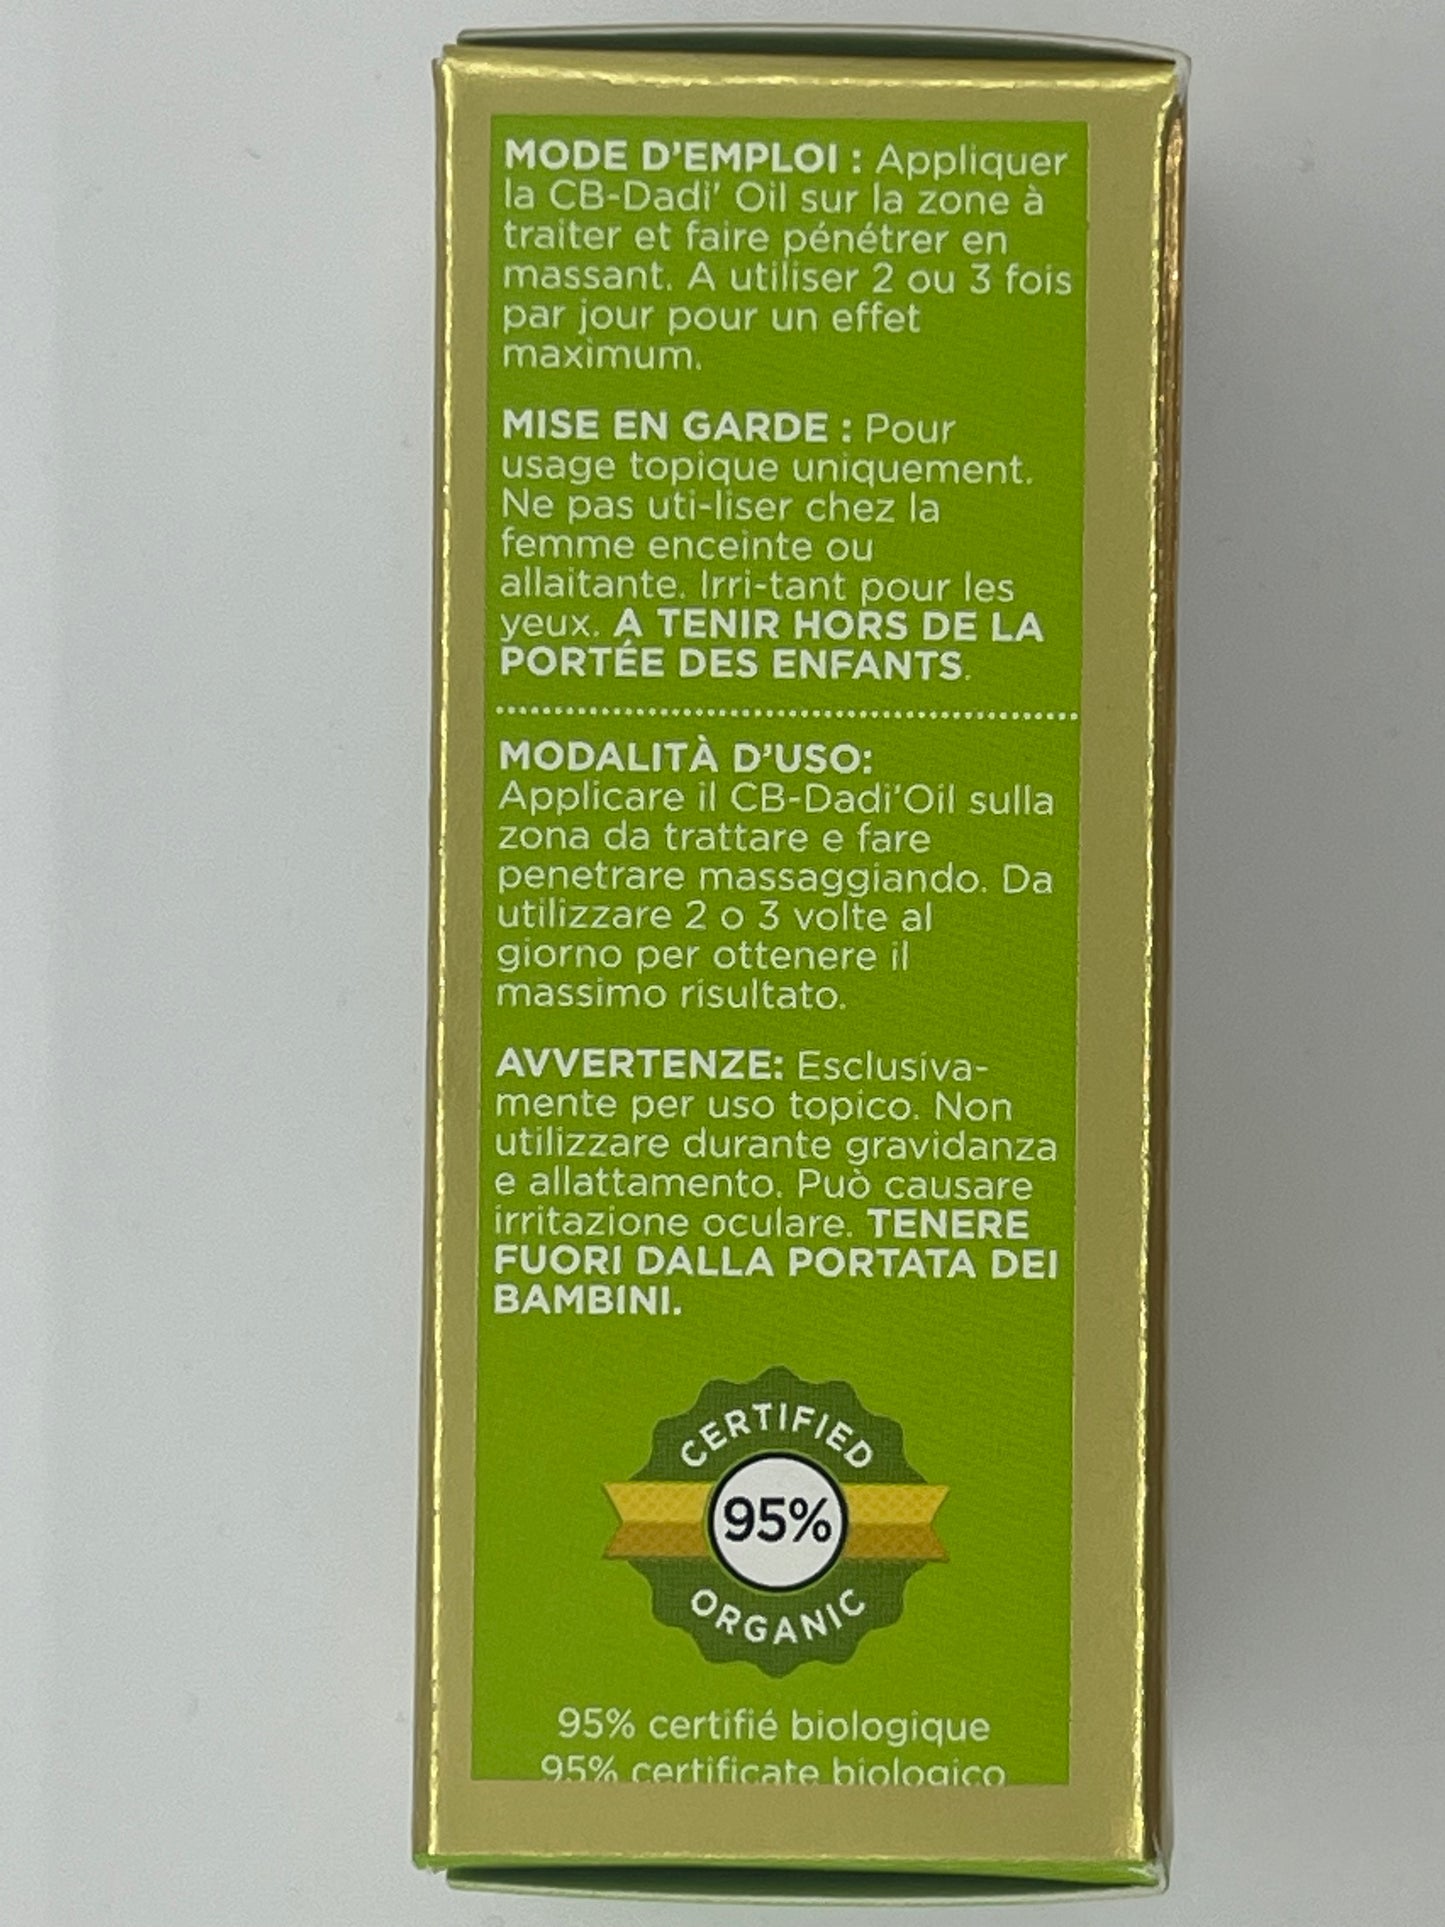 MODE D'EMPLOI : Appliquer
la CB-Dadi' Oil sur la zone à
traiter et faire pénétrer en
massant. A utiliser 2 ou 3 fois
par jour pour un effet
maximum.
MISE EN GARDE : Pour
usage topique uniquement.
Ne pas uti-liser chez la
femme enceinte ou
allaitante. Irri-tant pour les
yeux. A TENIR HORS DE LA
PORTÉE DES ENFANTS.
MODALITÀ D'USO:
Applicare il CB-Dadi'Oil sulla
zona da trattare e fare
penetrare massaggiando. Da
utilizzare 2 o 3 volte al
giorno per ottenere il
massimo risultato.
AVVERTENZE: Esclusiva-
mente per uso topico. Non
utilizzare durante gravidanza
e allattamento. Può causare
irritazione oculare. TENERE
FUORI DALLA PORTATA DEI
BAMBINI.
CERTIFIED
95%
ORGANIC
95% certifié biologique
95% certificate biologico